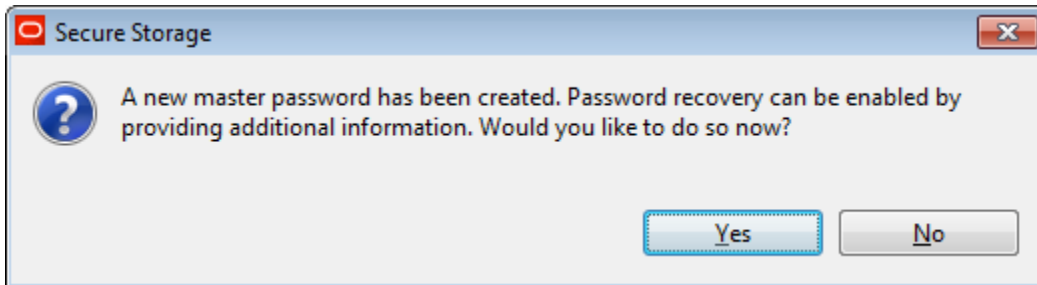 Secure Storage
A new master password has been created. Password recovery can be enabled by
providing additional information. Would you like to do so now?
Yes
No